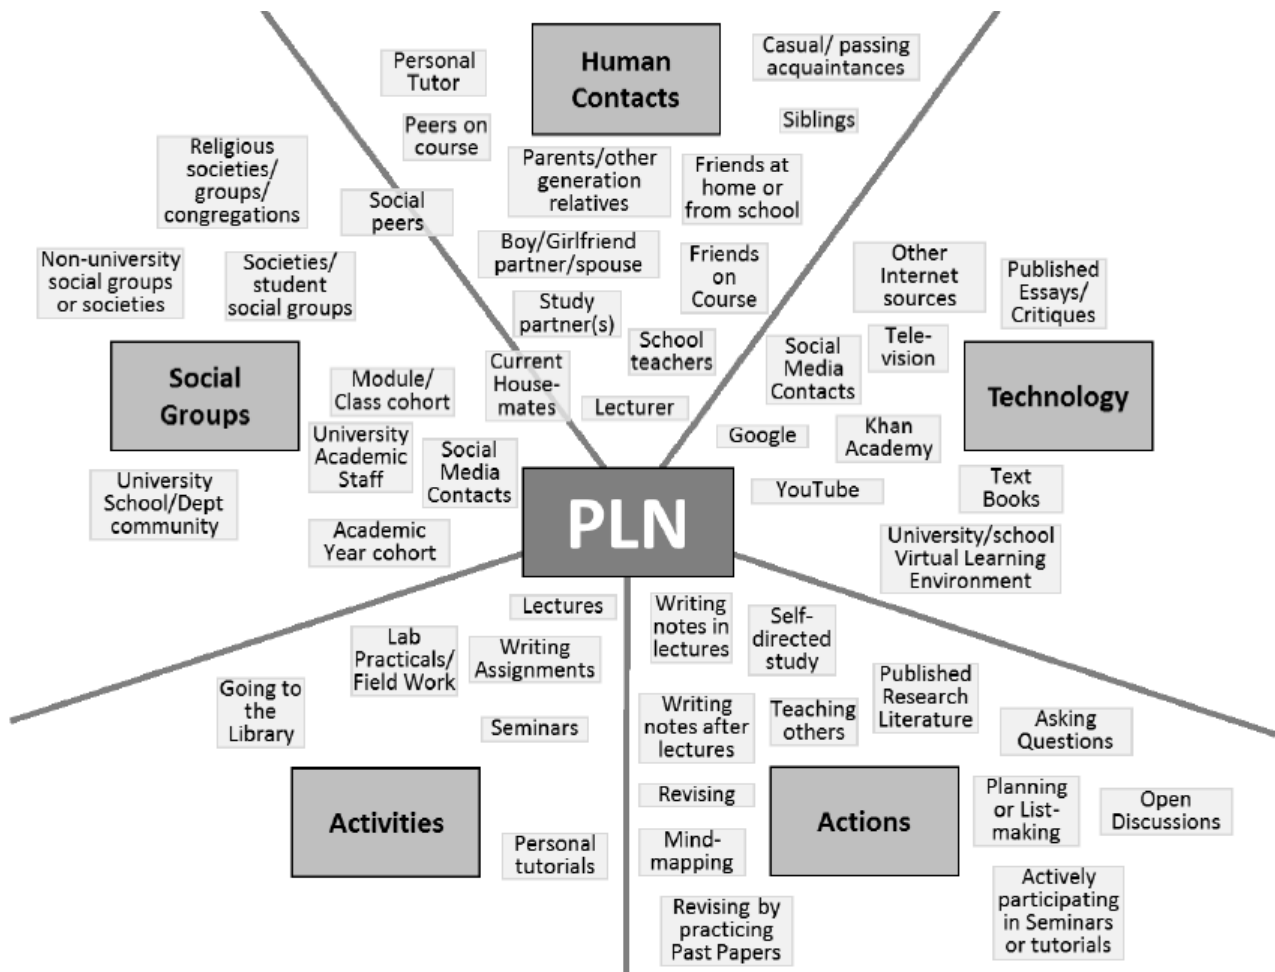 Human
Contacts
Personal
Tutor
Peers on
course
Casual/ passing
acquaintances
Siblings
Parents/other
generation
relatives
Friends at
home or
from school
Social
peers
Boy/Girlfriend
partner/spouse
Friends
on
Course
Study
partner(s)
School
teachers
Current
House-
mates
Lecturer
Religious
societies/
groups/
congregations
Non-university
social groups
or societies
Societies/
student
social groups
Social
Groups
Module/
Class cohort
University
Academic
Staff
Social
Media
Contacts
University
School/Dept
community
Academic
Year cohort
Other
Internet
sources
Published
Essays/
Critiques
Social
Media
Contacts
Tele-
vision
Technology
Google
Khan
Academy
YouTube
Text
Books
University/school
Virtual Learning
Environment
PLN
Lectures
Lab
Practicals/
Field Work
Writing
Assignments
Going to
the
Library
Seminars
Activities
Personal
tutorials
Writing
notes in
lectures
Self-
directed
study
Published
Research
Literature
Writing
notes after
lectures
Teaching
others
Asking
Questions
Revising
Actions
Planning
or List-
making
Open
Discussions
Mind-
mapping
Revising by
practicing
Past Papers
Actively
participating
in Seminars
or tutorials